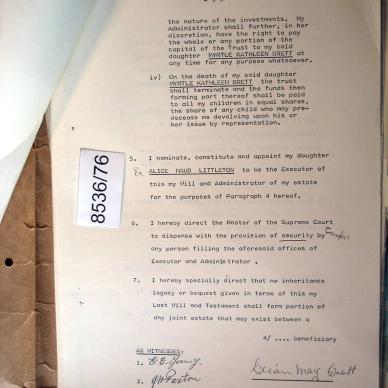 the nature of the investments. My
Administrator shall further, in her
discretion, have the right to pay
the whole or any portion of the
capital of the Trust to my said
daughter MYRTLE KATHLEEN BRETT at
any time for any purpose whatsoever.
iv) On the death of my said daughter
MYRTLE KATHLEEN BRETT the trust
shall terminate and the funds then
forming part thereof shall be paid
to all my children in equal shares,
the share of any child who may pre-
decease me devolving upon his or
her issue by representation.
5. I nominate, constitute and appoint my daughter
ALICE MAUD LITTLETON to be the Executor of
this my Will and Administrator of my estate
for the purposes of Paragraph 4 hereof.
8536/76
6. I hereby direct the Master of the Supreme Court
to dispense with the provision of security by
any person filling the aforesaid offices of
Executor and Administrator.
7. I hereby specially direct that no inheritance
legacy or bequest given in terms of this my
Last Will and Testament shall form portion of
any joint estate that may exist between a
4/ .... beneficiary
AS WITNESSES:
1.
2. Paxton
Lilian May Brett